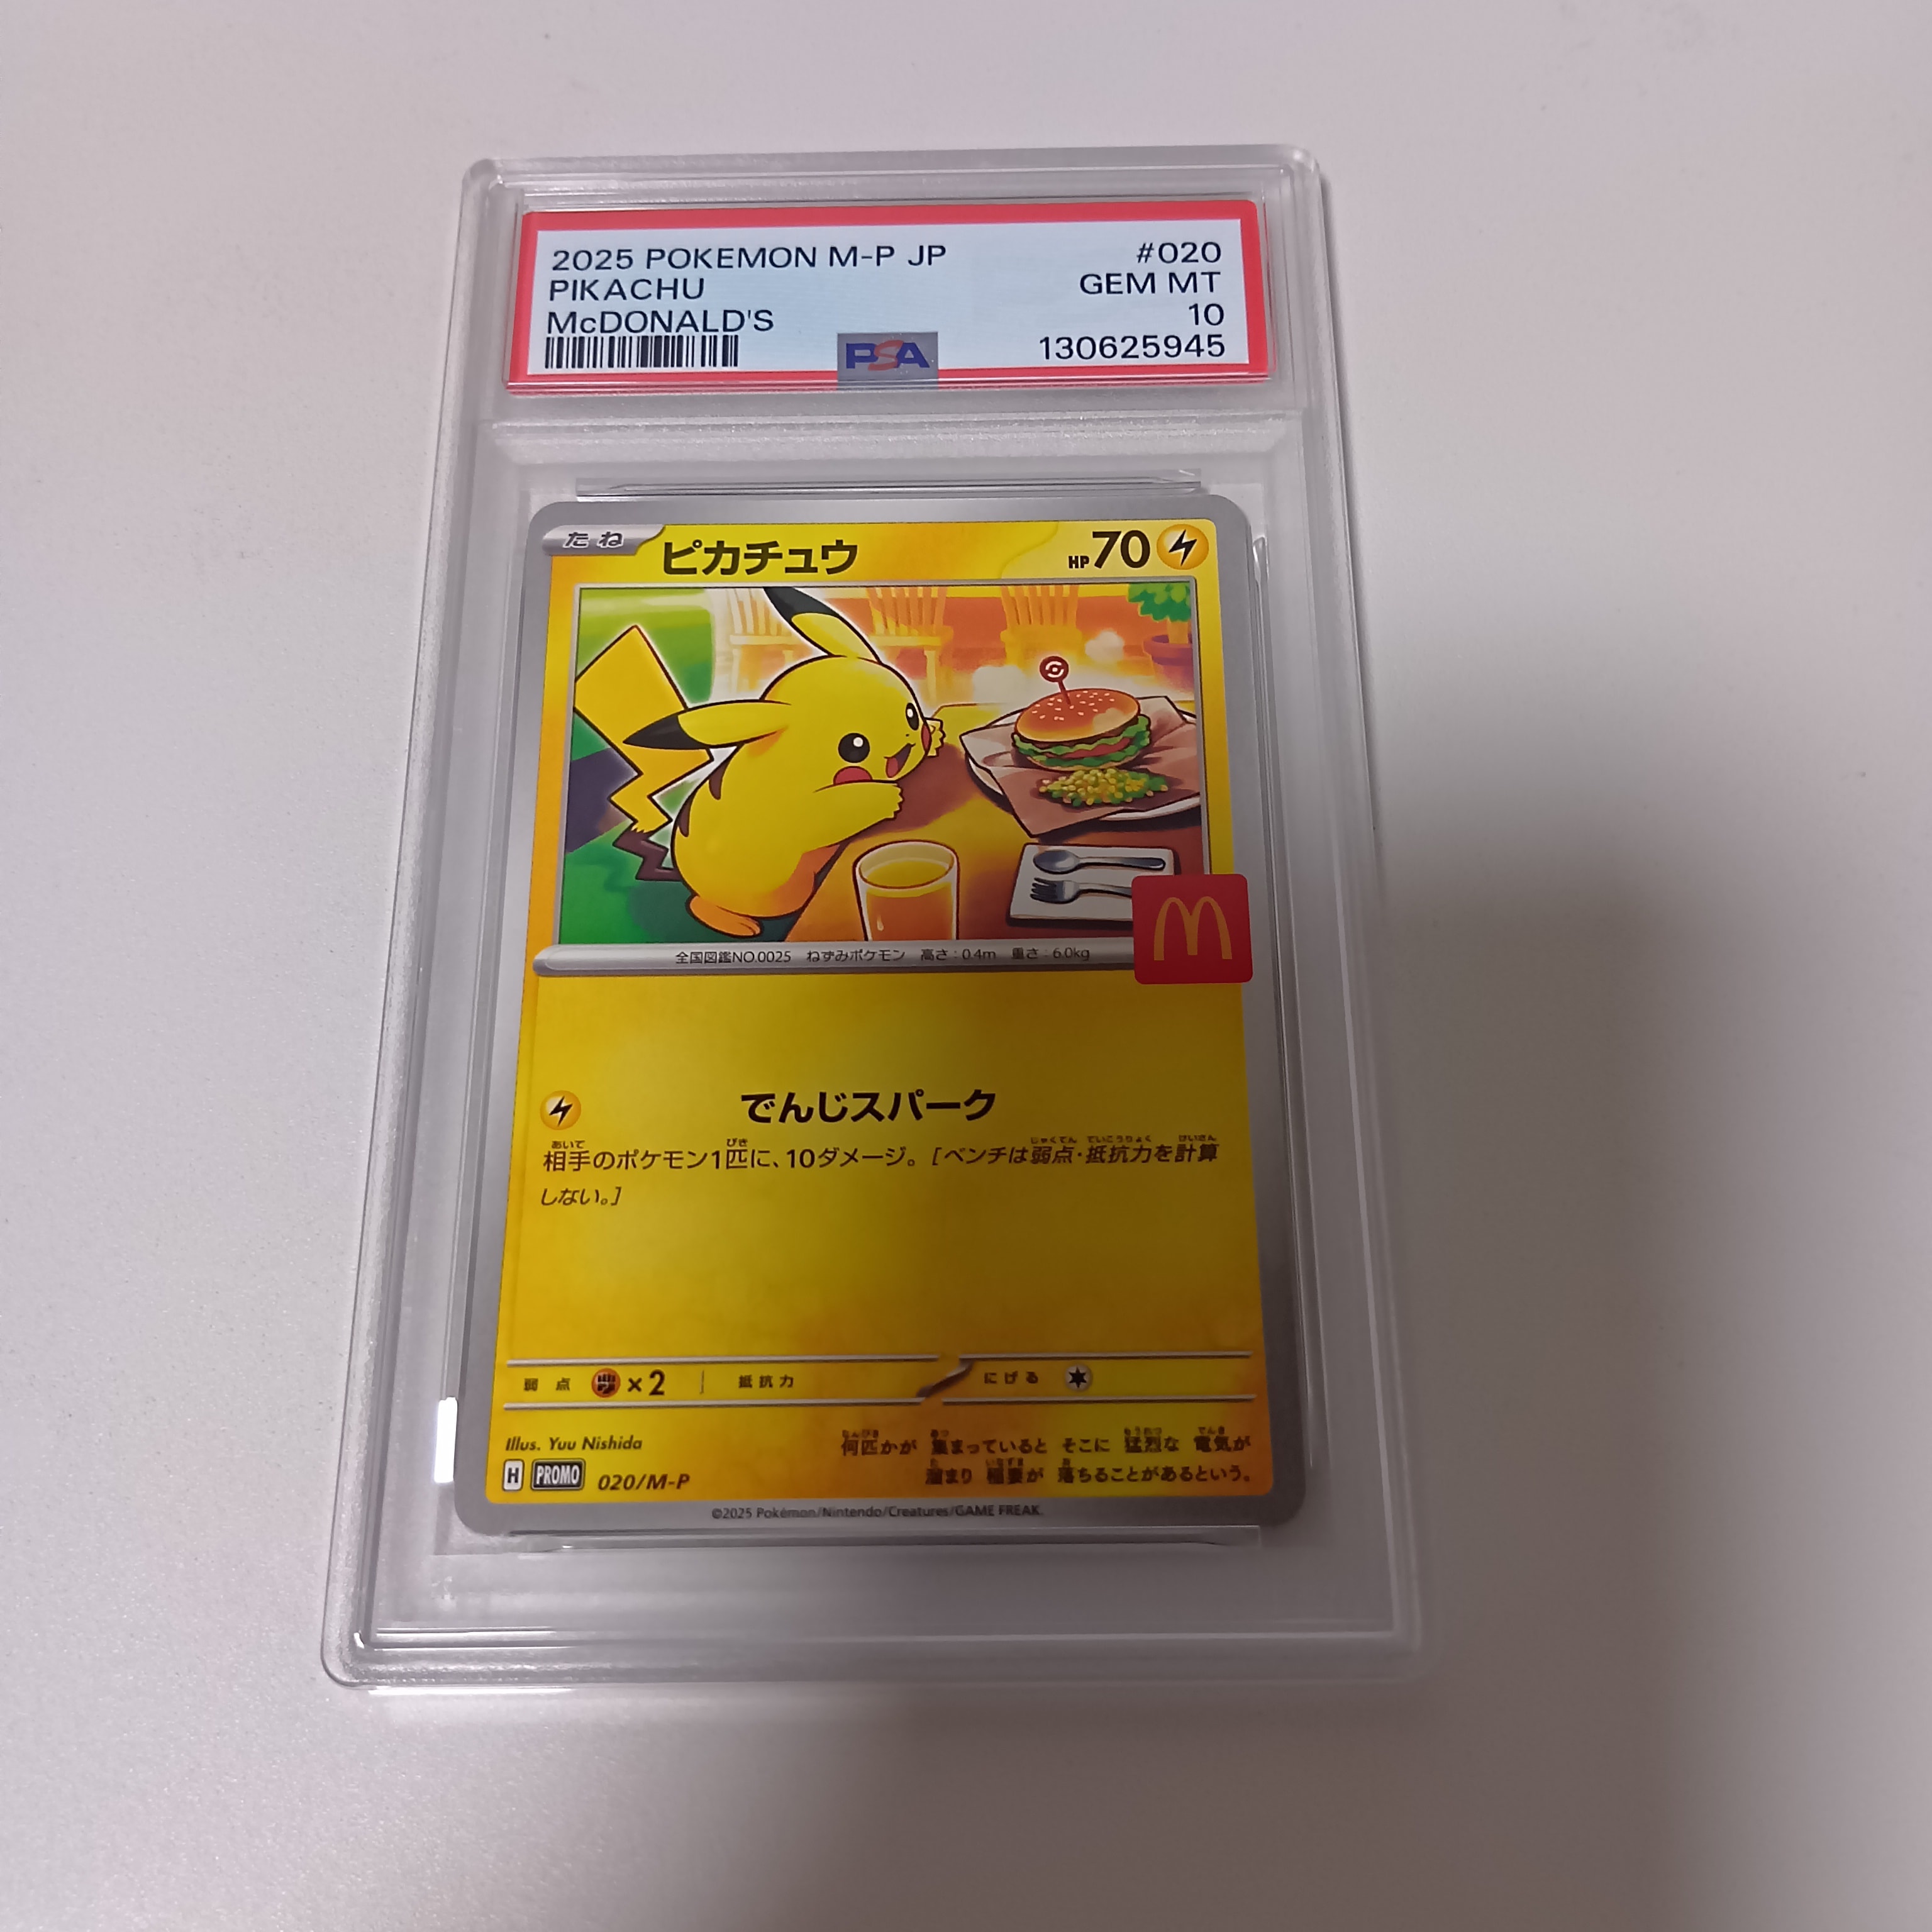 2025 POKEMON M-P JP #020
PIKACHU GEM MT
McDONALD'S 10
PSA 130625945
たね ピカチュウ HP70
全国図鑑NO.0025 ねずみポケモン 高さ:0.4m 重さ:6.0kg
でんじスパーク
相手のポケモン1匹に、10ダメージ。[ベンチは弱点・抵抗力を計算
しない。]
弱点 ×2 抵抗力 にげる
Illus. Yuu Nishida
何匹かが 集まっていると そこに 猛烈な 電気が
溜まり 稲妻が 落ちることがあるという。
H PROMO 020/M-P
©2025 Pokémon/Nintendo/Creatures/GAME FREAK.